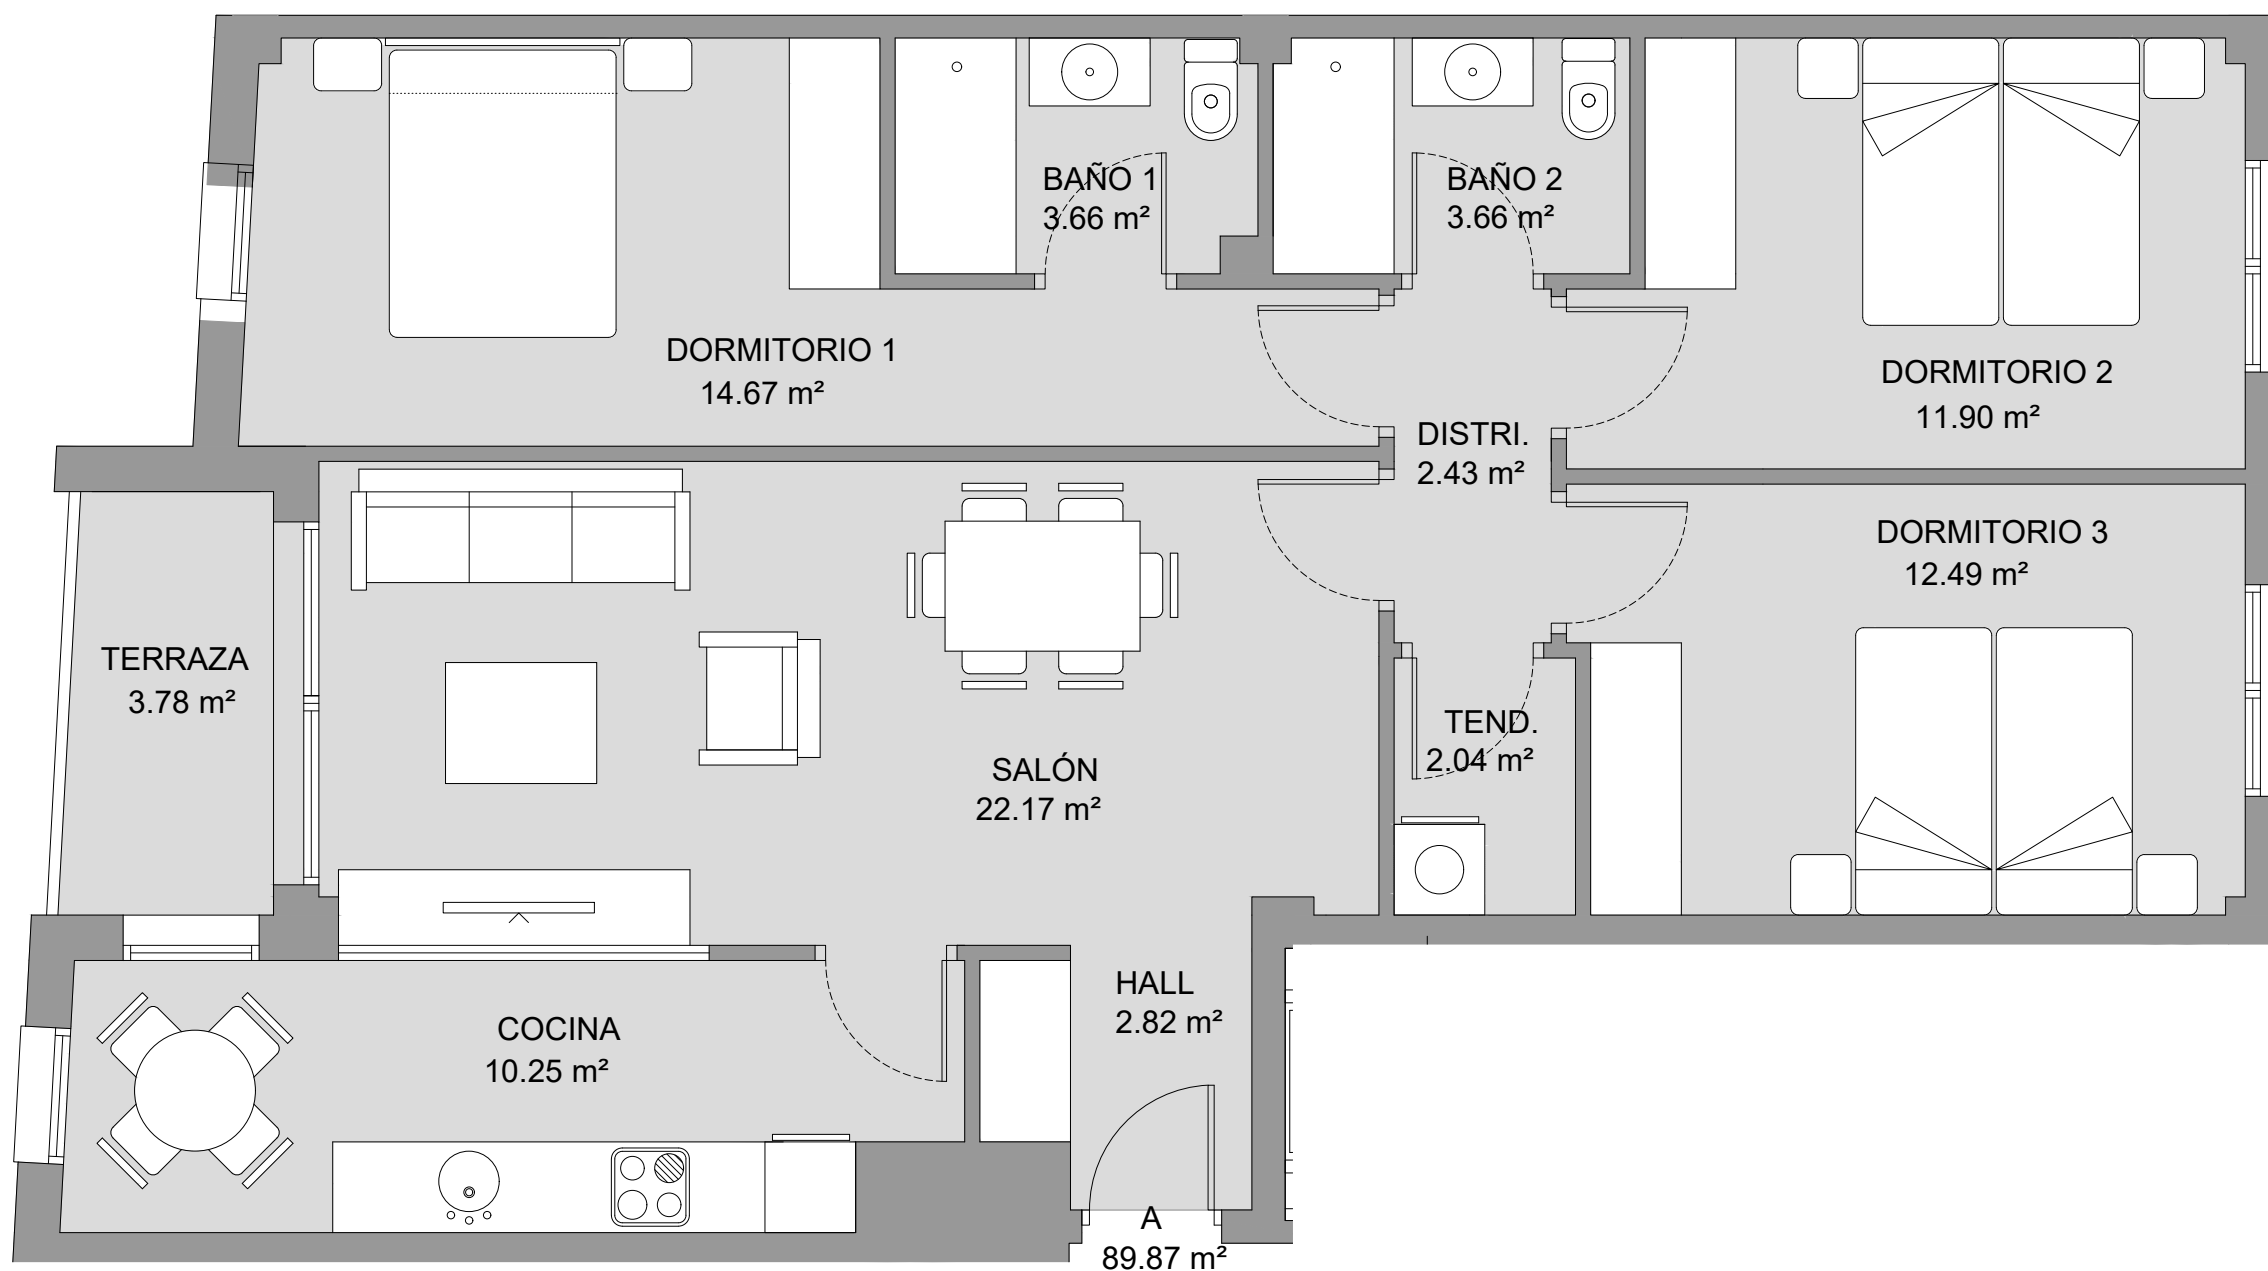 BAÑO 1
3.66 m²
BAÑO 2
3.66 m²
DORMITORIO 1
14.67 m²
DORMITORIO 2
11.90 m²
DISTRI.
2.43 m²
DORMITORIO 3
12.49 m²
TERRAZA
3.78 m²
TEND.
2.04 m²
SALÓN
22.17 m²
HALL
2.82 m²
COCINA
10.25 m²
A
89.87 m²